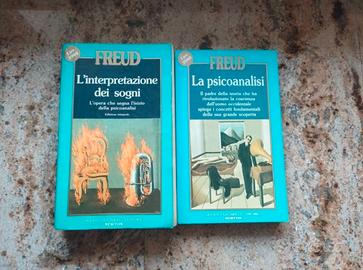 FREUD
L'interpretazione
dei sogni
L'opera che segna l'inizio
della psicoanalisi
Edizione integrale
NEWTON
FREUD
La psicoanalisi
Il padre della teoria che ha
rivoluzionato la coscienza
dell'uomo occidentale
spiega i concetti fondamentali
della sua grande scoperta
NEWTON